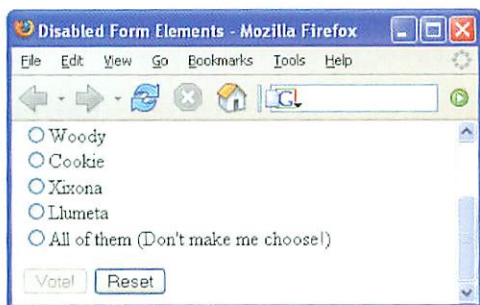 Disabled Form Elements - Mozilla Firefox
File Edit View Go Bookmarks Tools Help
G
Woody
Cookie
Xixona
Llumeta
All of them (Don't make me choose!)
Vote! Reset